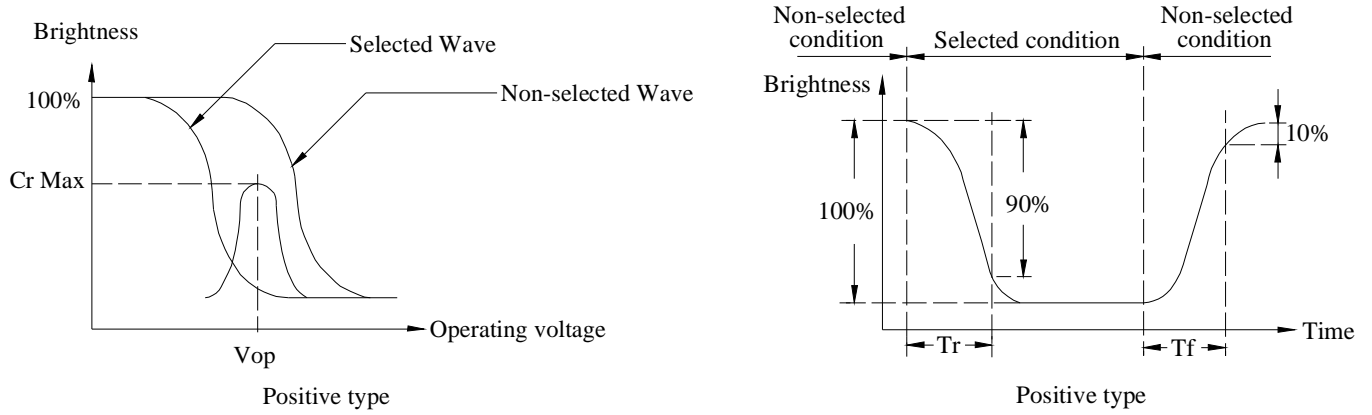 Brightness
Selected Wave
100%
Non-selected Wave
Cr Max
Operating voltage
Vop
Positive type
Non-selected
condition
Selected condition
Non-selected
condition
Brightness
10%
100%
90%
Tr
Tf
Time
Positive type